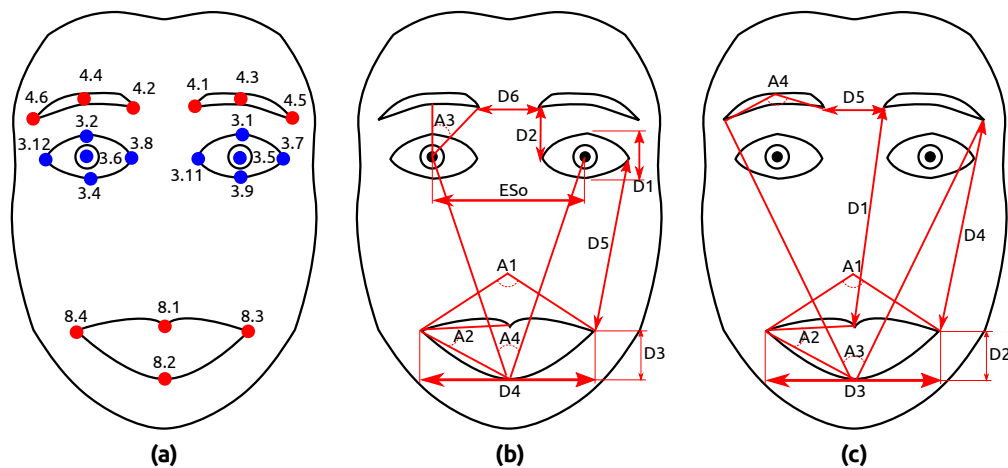 4.4
4.2
4.6
4.1
4.3
4.5
3.2
3.12
3.8
3.6
3.4
3.1
3.7
3.5
3.11
3.9
8.1
8.4
8.3
8.2
(a)
D6
A3
D2
D1
ESo
D5
A1
A2
A4
D3
D4
(b)
A4
D5
D1
D4
A1
A2
A3
D2
D3
(c)